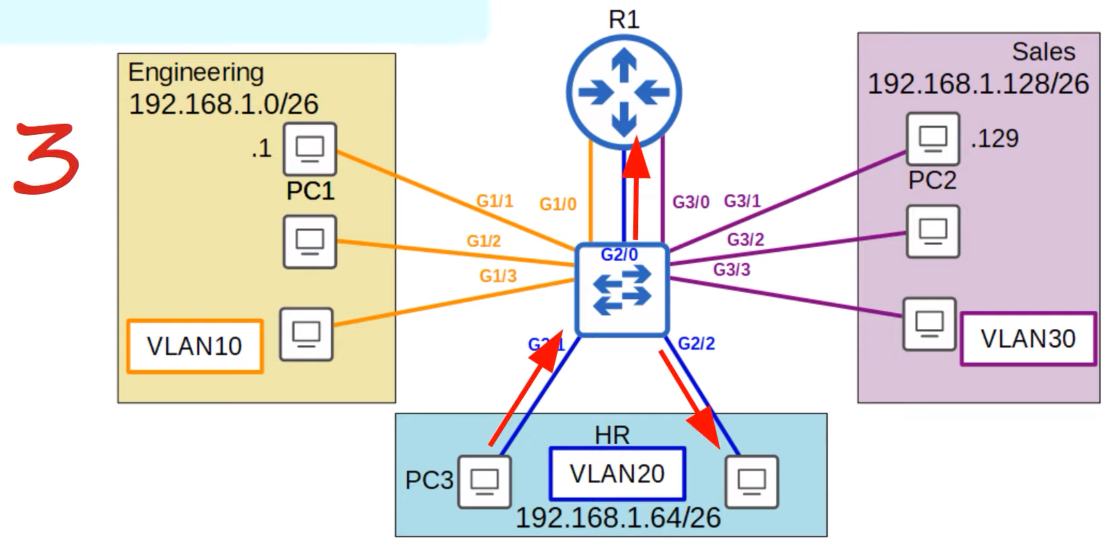 R1
Engineering
192.168.1.0/26
Sales
192.168.1.128/26
3
.1
.129
PC1
PC2
G1/1
G1/0
G3/0
G3/1
G1/2
G3/2
G2/0
G1/3
G3/3
VLAN10
G2/2
VLAN30
HR
PC3
VLAN20
192.168.1.64/26